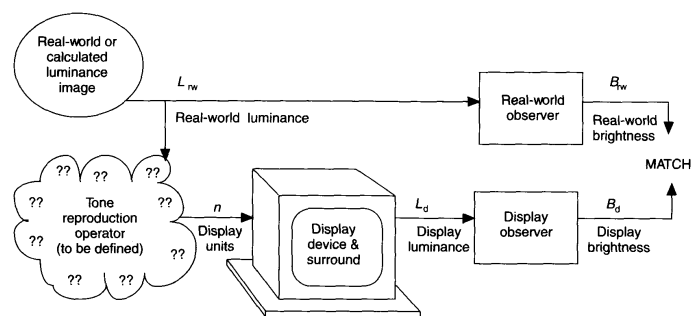 Real-world or
calculated
luminance
image
L rw
Real-world luminance
Real-world
observer
B rw
Real-world
brightness
MATCH
?? ?? ??
?? ??
?? ??
?? ?? ??
Tone
reproduction
operator
(to be defined)
n
Display
units
Display
device &
surround
L d
Display
luminance
Display
observer
B d
Display
brightness